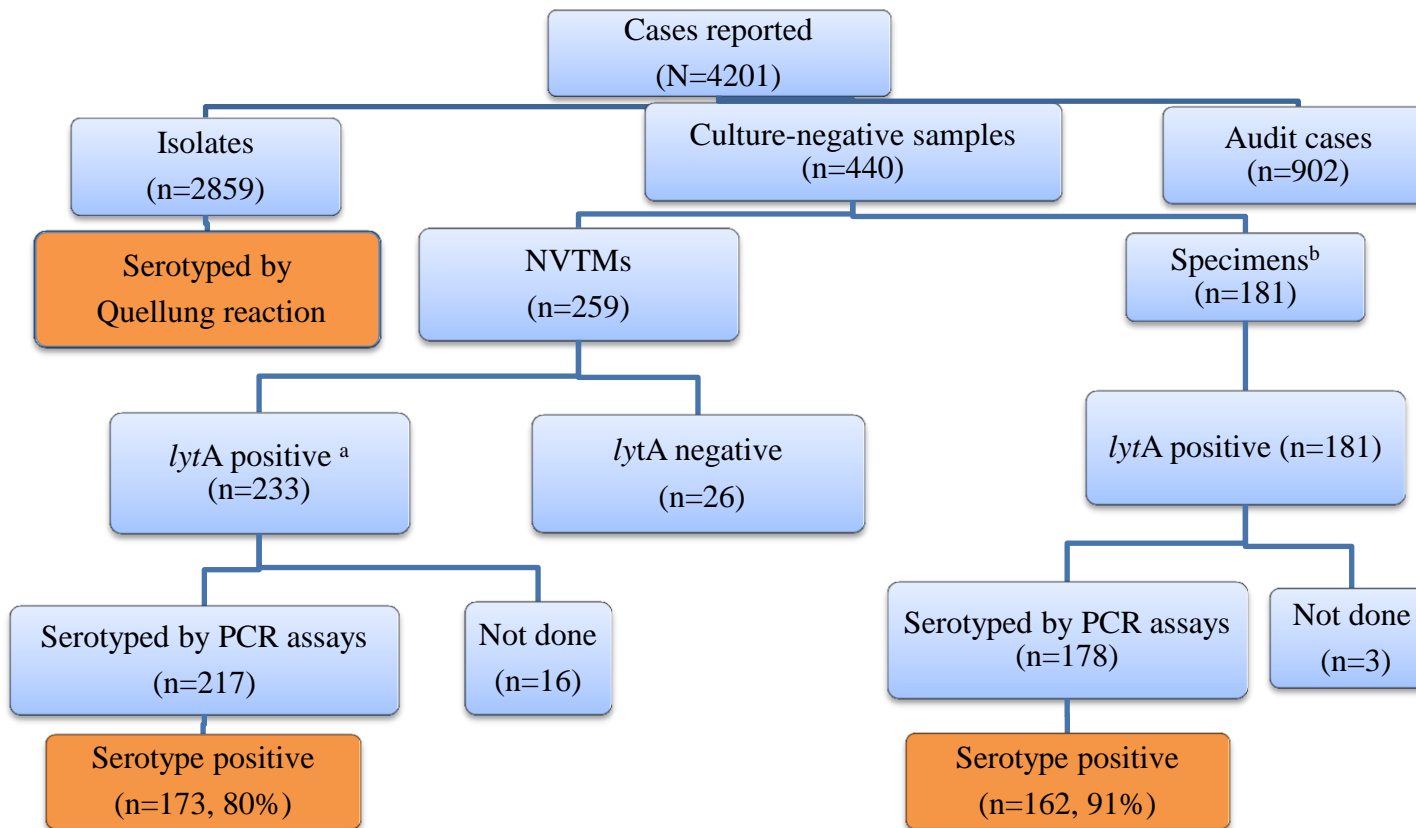 Cases reported
(N=4201)
Isolates
(n=2859)
Culture-negative samples
(n=440)
Audit cases
(n=902)
Serotyped by
Quellung reaction
NVTMs
(n=259)
Specimensᵇ
(n=181)
lytA positive ᵃ
(n=233)
lytA negative
(n=26)
lytA positive (n=181)
Serotyped by PCR assays
(n=217)
Not done
(n=16)
Serotyped by PCR assays
(n=178)
Not done
(n=3)
Serotype positive
(n=173, 80%)
Serotype positive
(n=162, 91%)